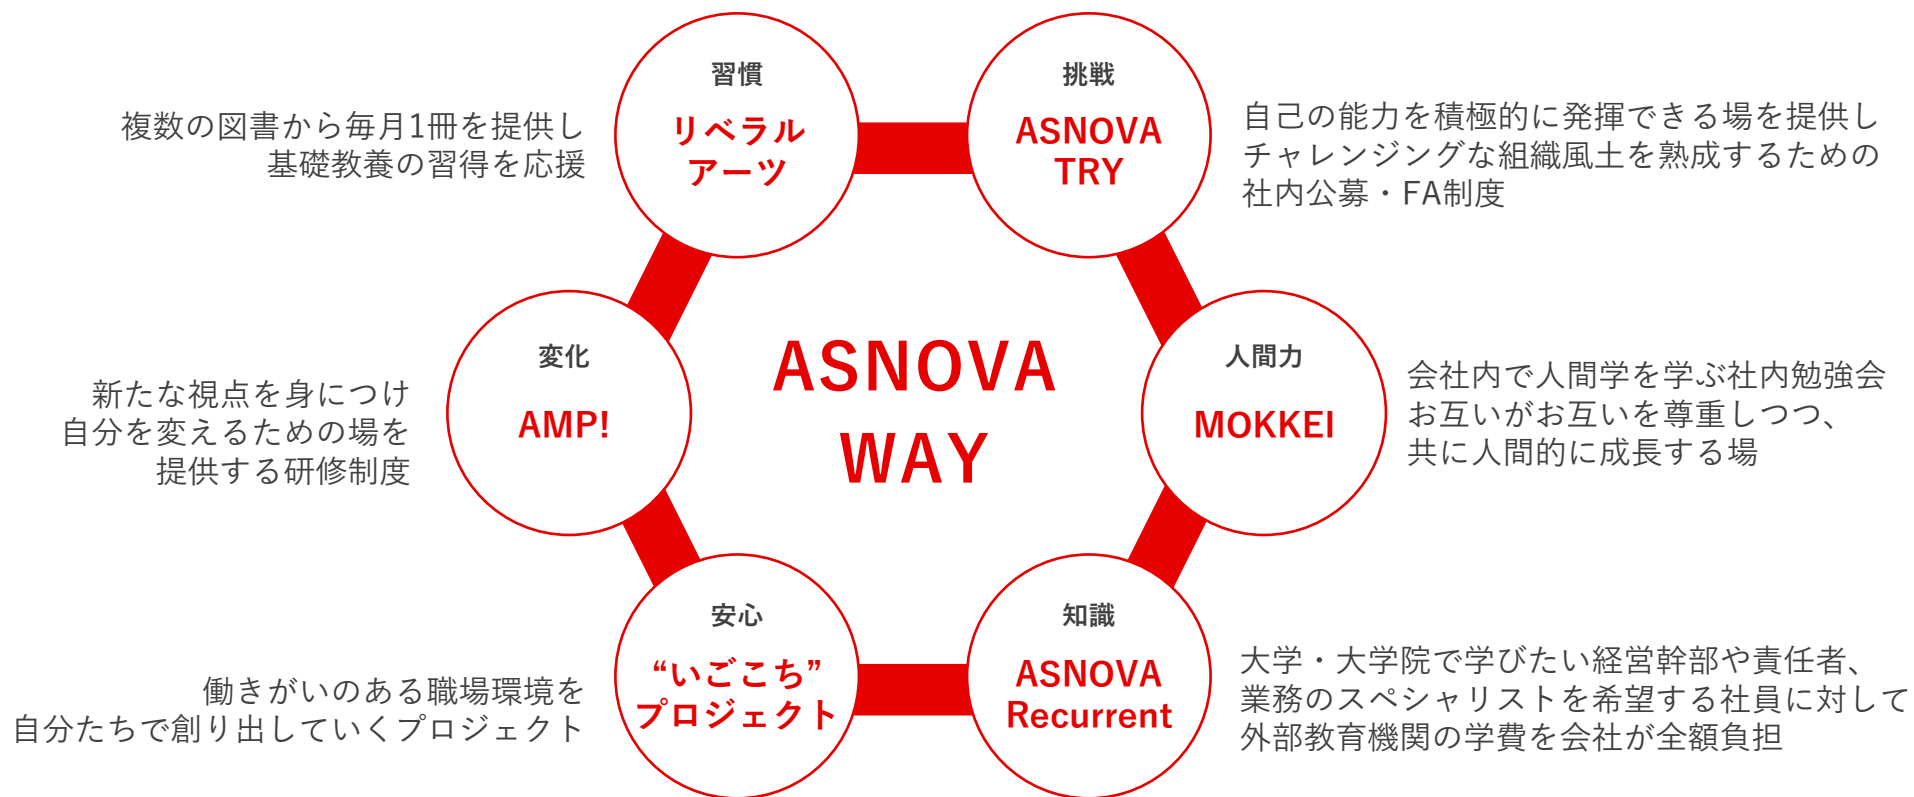 習慣
リベラル
アーツ
複数の図書から毎月1冊を提供し
基礎教養の習得を応援
挑戦
ASNOVA
TRY
自己の能力を積極的に発揮できる場を提供し
チャレンジングな組織風土を熟成するための
社内公募・FA制度
変化
AMP!
新たな視点を身につけ
自分を変えるための場を
提供する研修制度
ASNOVA
WAY
人間力
MOKKEI
会社内で人間学を学ぶ社内勉強会
お互いがお互いを尊重しつつ、
共に人間的に成長する場
安心
“いごこち”
プロジェクト
働きがいのある職場環境を
自分たちで創り出していくプロジェクト
知識
ASNOVA
Recurrent
大学・大学院で学びたい経営幹部や責任者、
業務のスペシャリストを希望する社員に対して
外部教育機関の学費を会社が全額負担